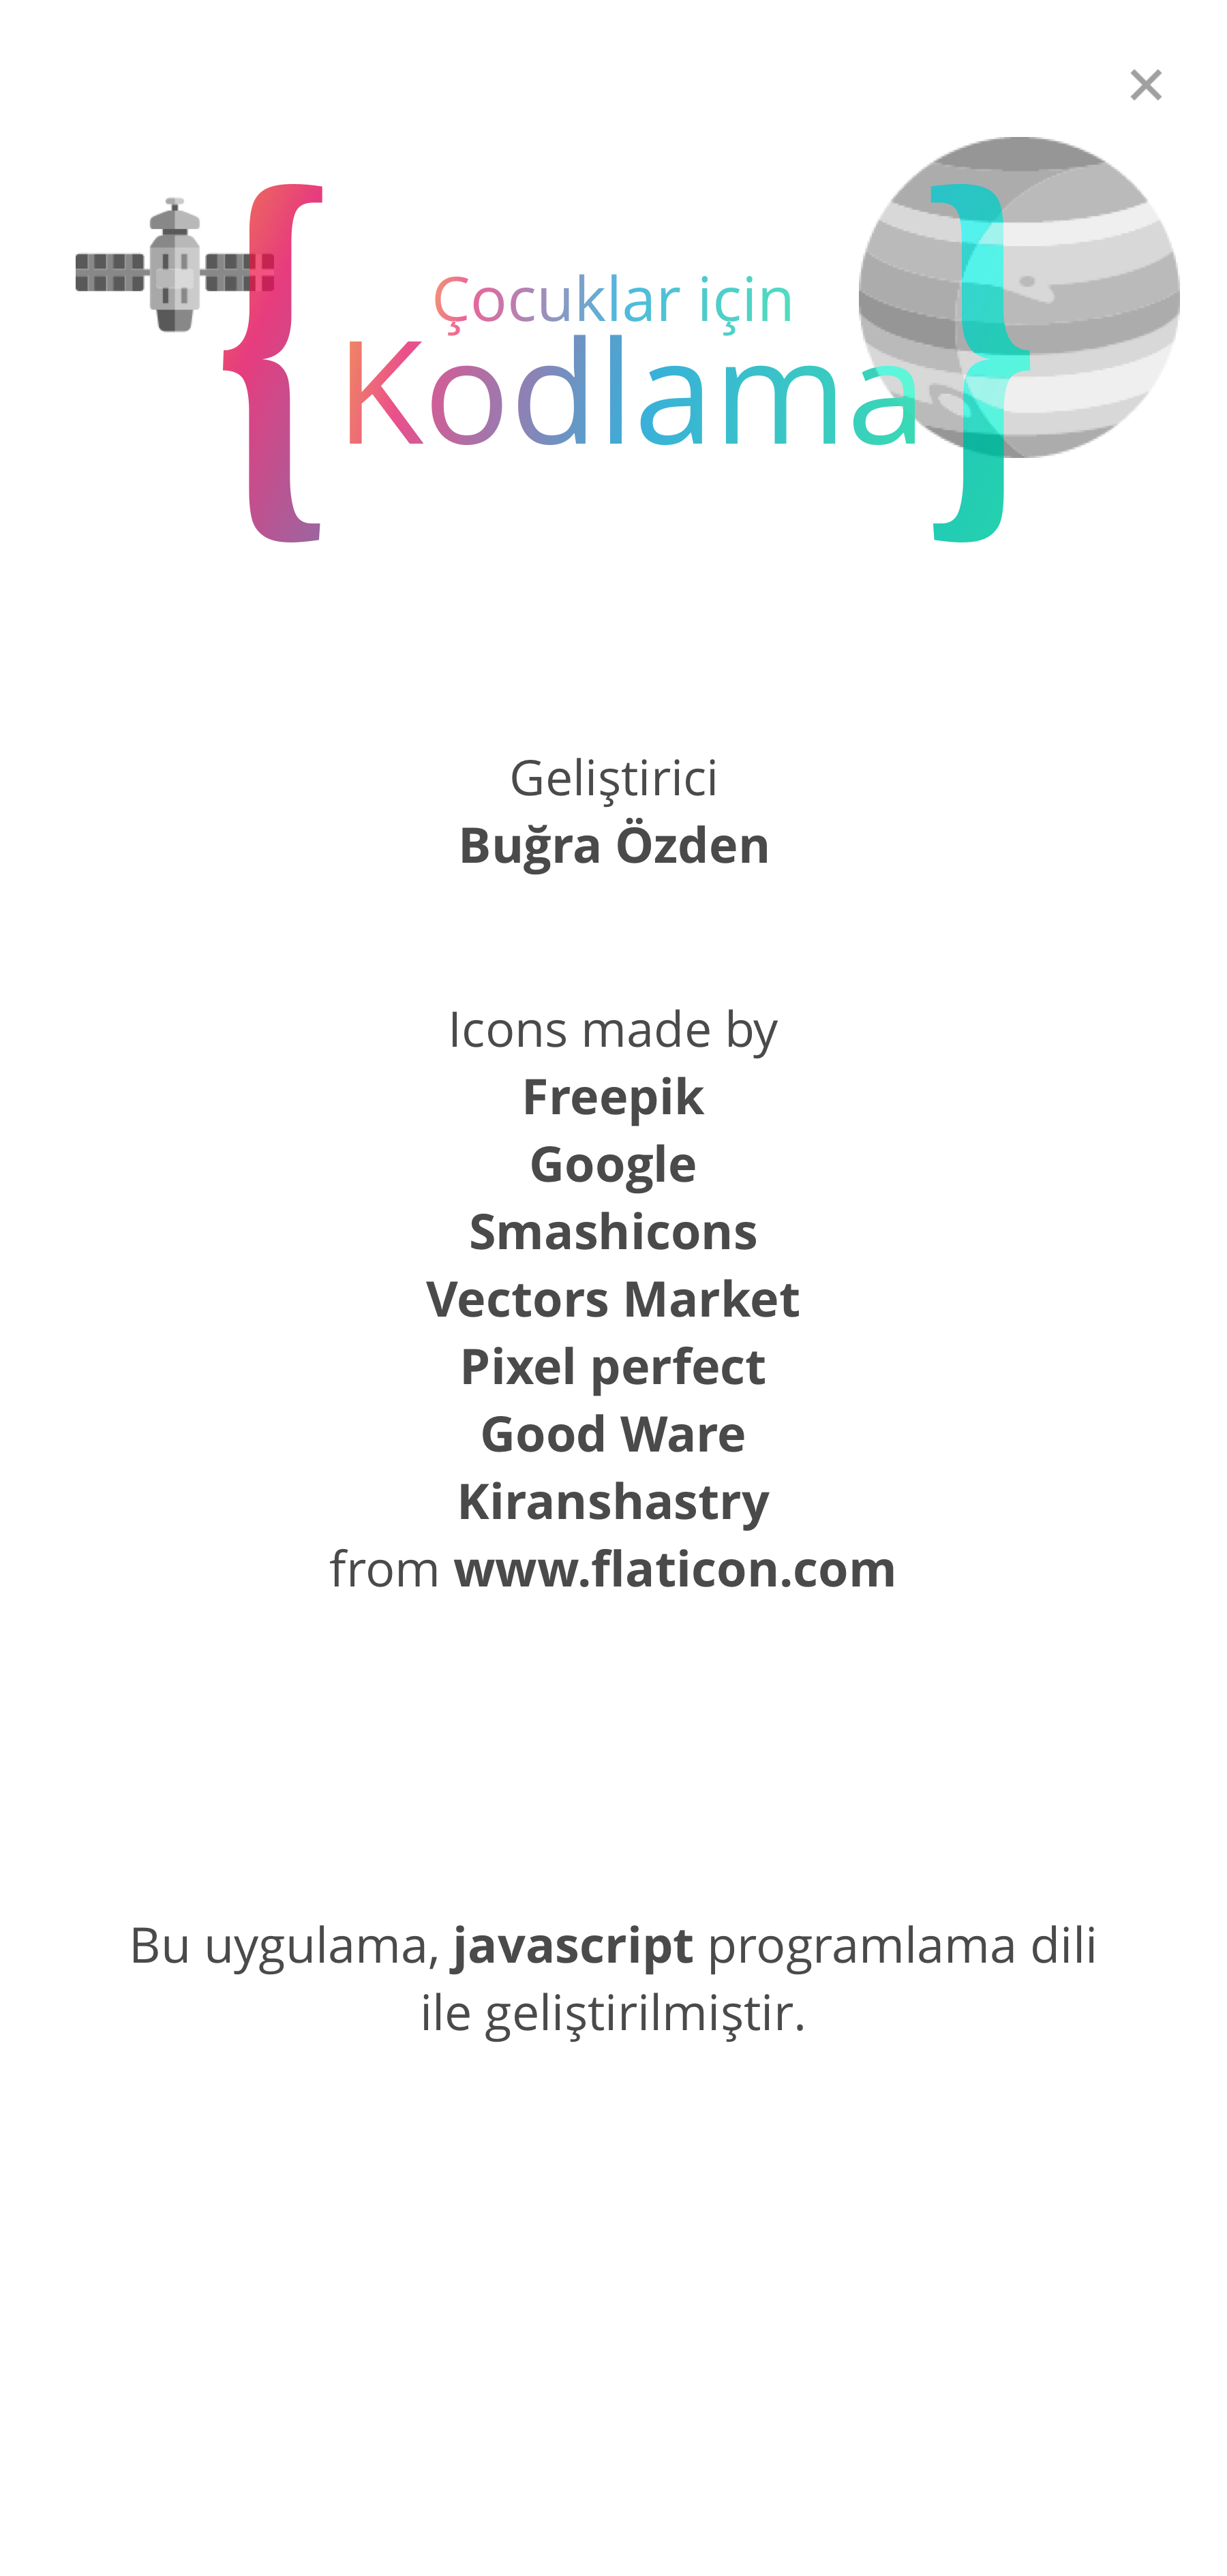 Çocuklar için
{ Kodlama }
Geliştirici
Buğra Özden
Icons made by
Freepik
Google
Smashicons
Vectors Market
Pixel perfect
Good Ware
Kiranshastry
from www.flaticon.com
Bu uygulama, javascript programlama dili
ile geliştirilmiştir.